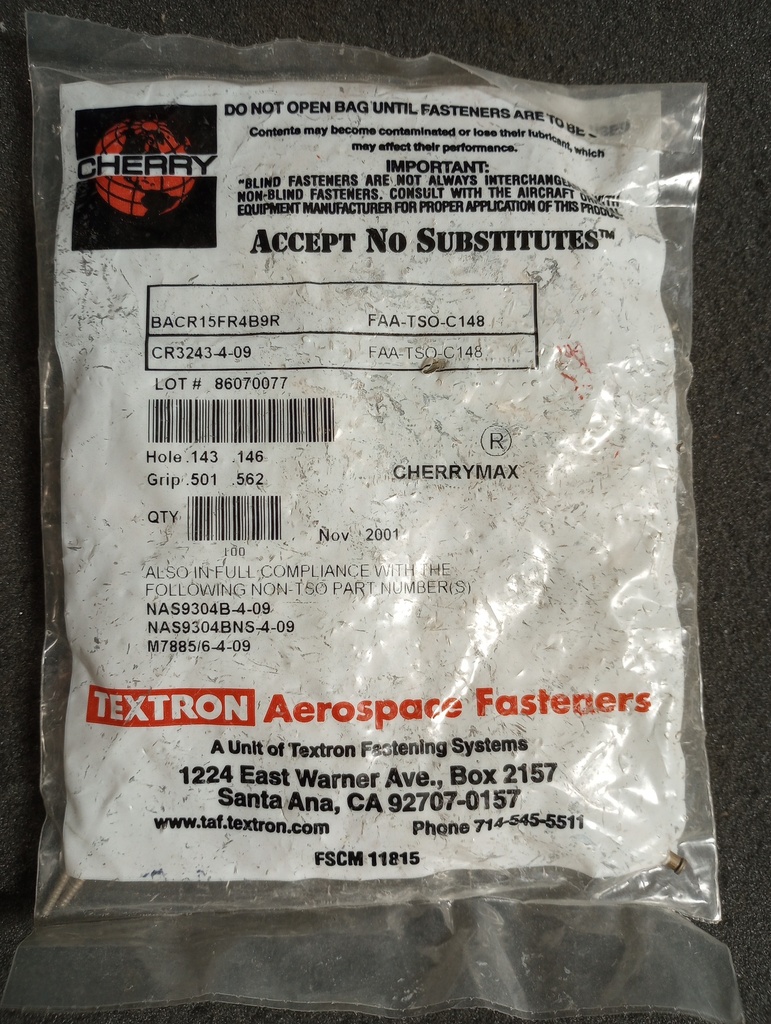 CHERRY
DO NOT OPEN BAG UNTIL FASTENERS ARE TO BE
Contents may become contaminated or lose their lubricant, which
may affect their performance.
IMPORTANT:
"BLIND FASTENERS ARE NOT ALWAYS
NON-BLIND FASTENERS. CONSULT WITH THE AIRCRAFT
EQUIPMENT MANUFACTURER FOR PROPER APPLICATION OF THIS
ACCEPT NO SUBSTITUTES™
BACR15FR4B9R FAA-TSO-C148
CR3243-4-09 FAA-TSO-C148
LOT # 86070077
Hole .143 .146
Grip .501 .562
®
CHERRYMAX
QTY
100
Nov 2001
ALSO IN FULL COMPLIANCE WITH THE
FOLLOWING NON-TSO PART NUMBER(S)
NAS9304B-4-09
NAS9304BNS-4-09
M7885/6-4-09
TEXTRON Aerospace Fasteners
A Unit of Textron Fastening Systems
1224 East Warner Ave., Box 2157
Santa Ana, CA 92707-0157
www.taf.textron.com Phone 714-545-5511
FSCM 11815